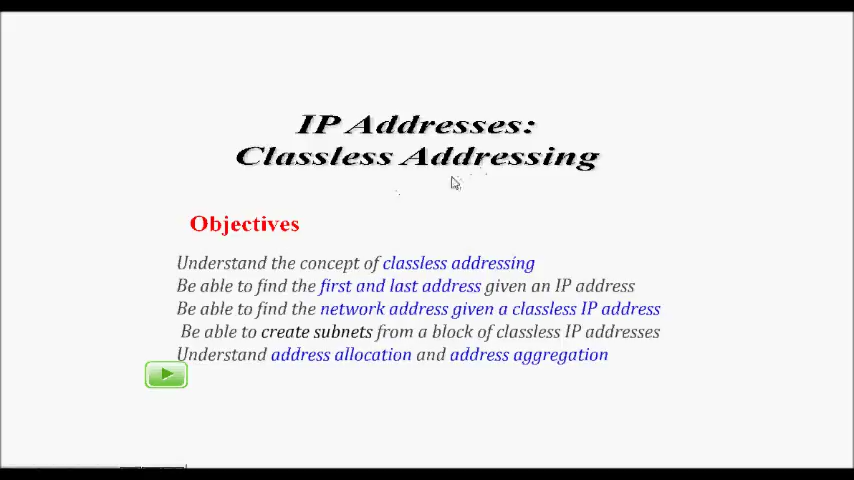 IP Addresses:
Classless Addressing
Objectives
Understand the concept of classless addressing
Be able to find the first and last address given an IP address
Be able to find the network address given a classless IP address
Be able to create subnets from a block of classless IP addresses
Understand address allocation and address aggregation